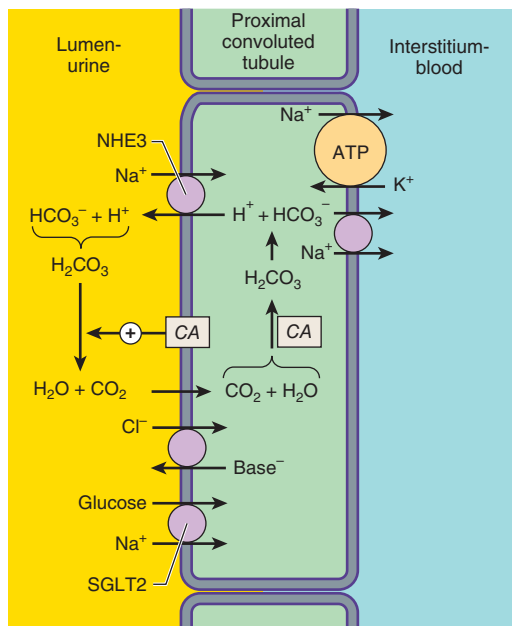 Lumen-
urine
Proximal
convoluted
tubule
Interstitium-
blood
Na⁺
NHE3
ATP
Na⁺
K⁺
HCO₃⁻ + H⁺
H⁺ + HCO₃⁻
H₂CO₃
Na⁺
H₂CO₃
+
CA
CA
H₂O + CO₂
CO₂ + H₂O
Cl⁻
Base⁻
Glucose
Na⁺
SGLT2